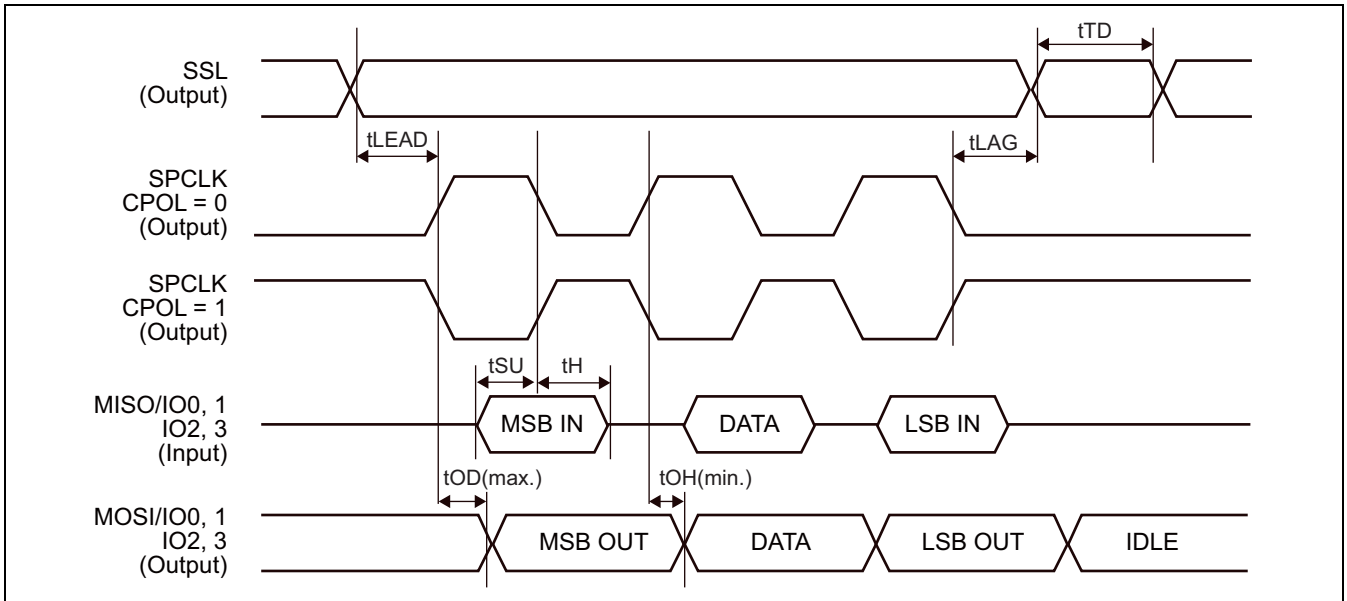 tTD
SSL
(Output)
tLEAD
tLAG
SPCLK
CPOL = 0
(Output)
SPCLK
CPOL = 1
(Output)
tSU
tH
MISO/IO0, 1
IO2, 3
(Input)
MSB IN
DATA
LSB IN
tOD(max.)
tOH(min.)
MOSI/IO0, 1
IO2, 3
(Output)
MSB OUT
DATA
LSB OUT
IDLE